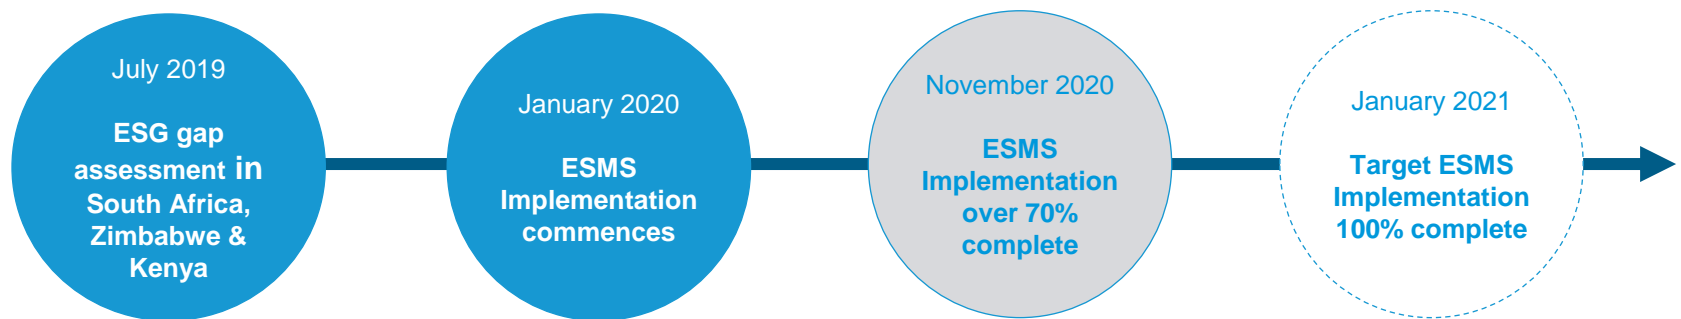 July 2019
ESG gap
assessment in
South Africa,
Zimbabwe &
Kenya
January 2020
ESMS
Implementation
commences
November 2020
ESMS
Implementation
over 70%
complete
January 2021
Target ESMS
Implementation
100% complete